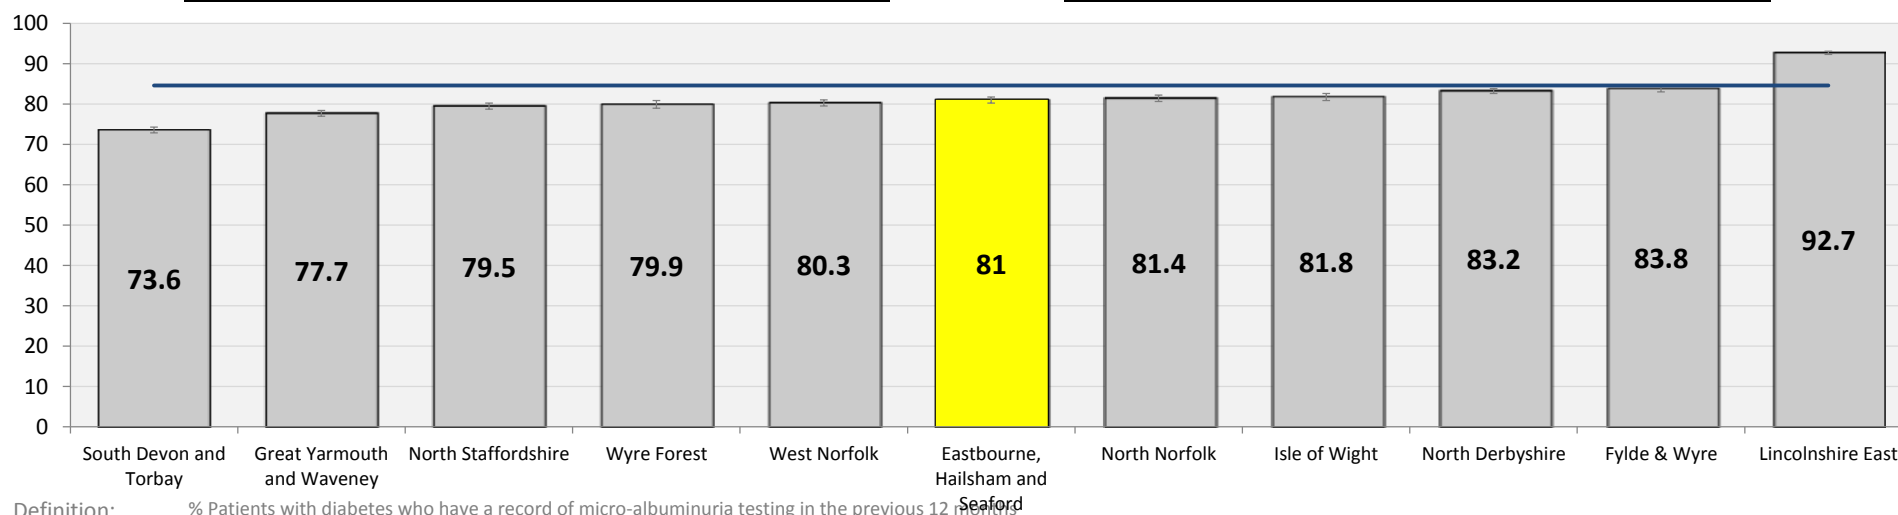 100
90
80
70
60
50
40
30
20
10
0
73.6
77.7
79.5
79.9
80.3
81
81.4
81.8
83.2
83.8
92.7
South Devon and
Torbay
Great Yarmouth
and Waveney
North Staffordshire
Wyre Forest
West Norfolk
Eastbourne,
Hailsham and
Seaford
North Norfolk
Isle of Wight
North Derbyshire
Fylde & Wyre
Lincolnshire East
Definition: % Patients with diabetes who have a record of micro-albuminuria testing in the previous 12 months